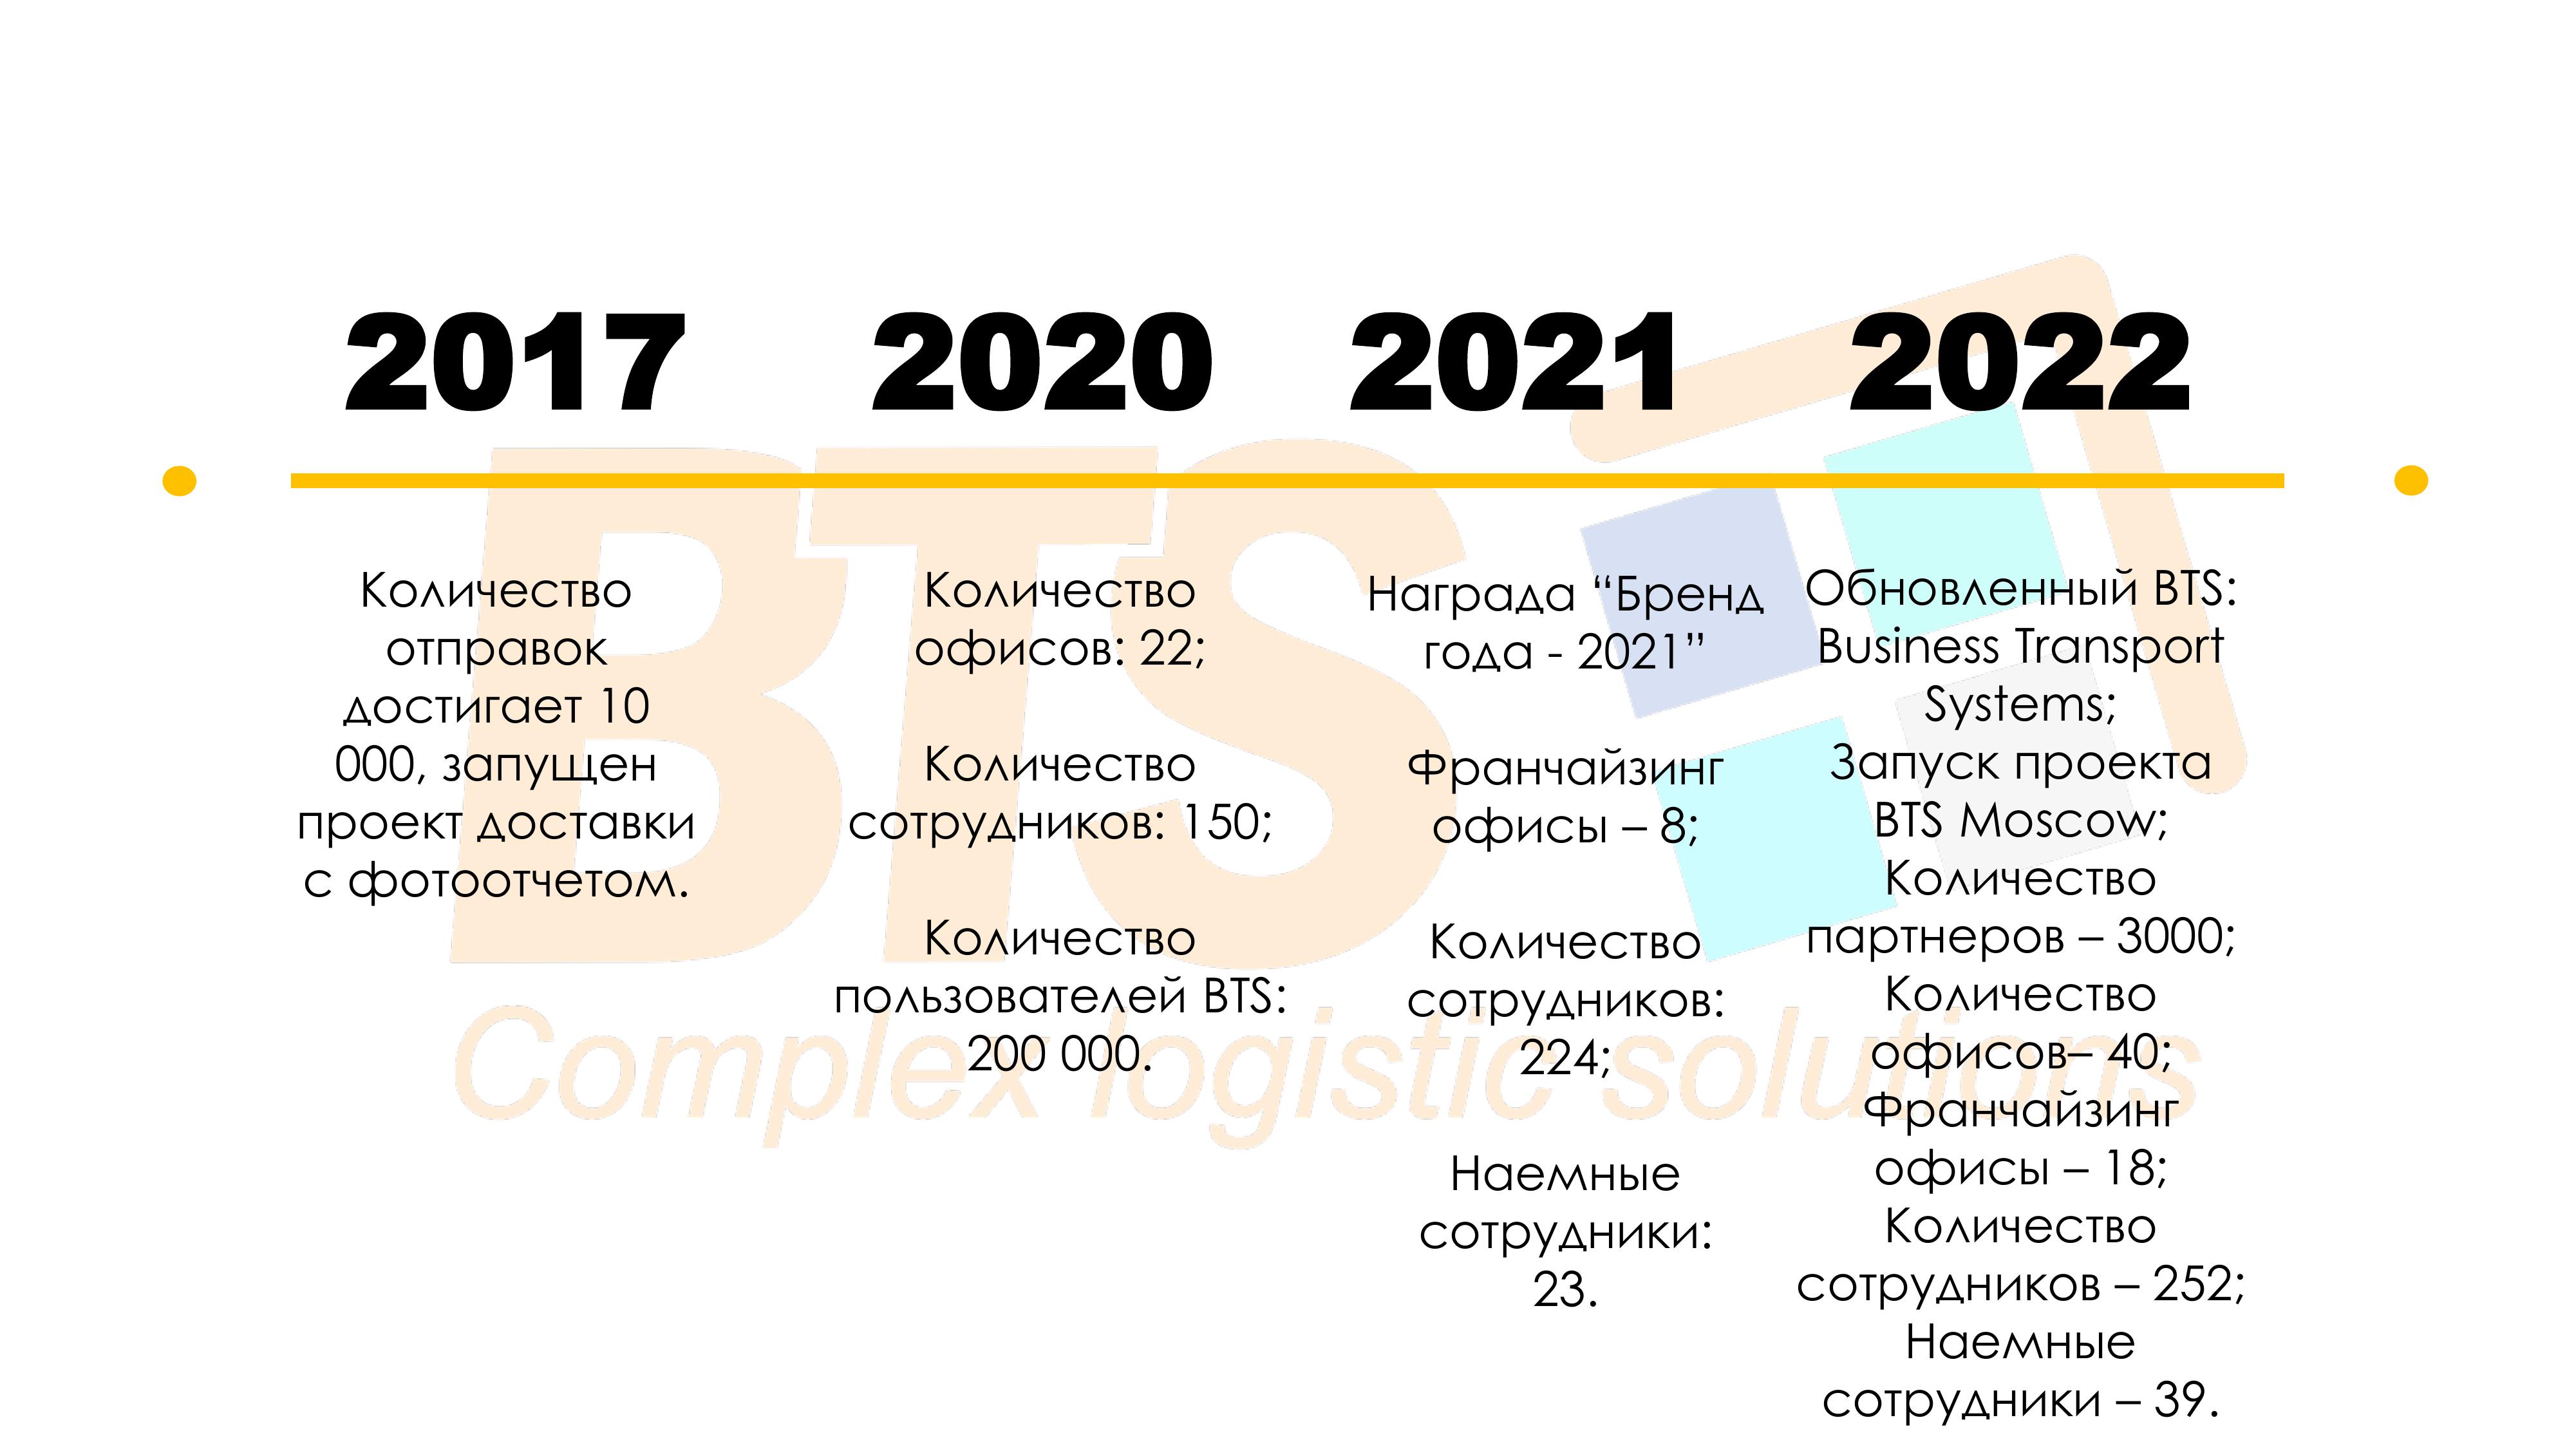 2017
2020
2021
2022
Количество
отправок
достигает 10
000, запущен
проект доставки
с фотоотчетом.
Количество
офисов: 22;
Количество
сотрудников: 150;
Количество
пользователей BTS:
200 000.
Награда “Бренд
года - 2021”
Франчайзинг
офисы – 8;
Количество
сотрудников:
224;
Наемные
сотрудники:
23.
Обновленный BTS:
Business Transport
Systems;
Запуск проекта
BTS Moscow;
Количество
партнеров – 3000;
Количество
офисов– 40;
Франчайзинг
офисы – 18;
Количество
сотрудников – 252;
Наемные
сотрудники – 39.
BTS
Complex logistic solutions